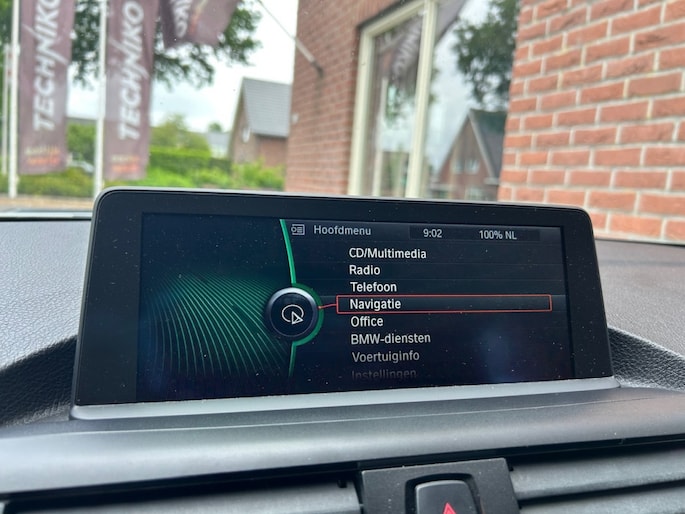 TECHNIKO
TECHNIKO
Hoofdmenu 9:02 100% NL
CD/Multimedia
Radio
Telefoon
Navigatie
Office
BMW-diensten
Voertuiginfo
Instellingen